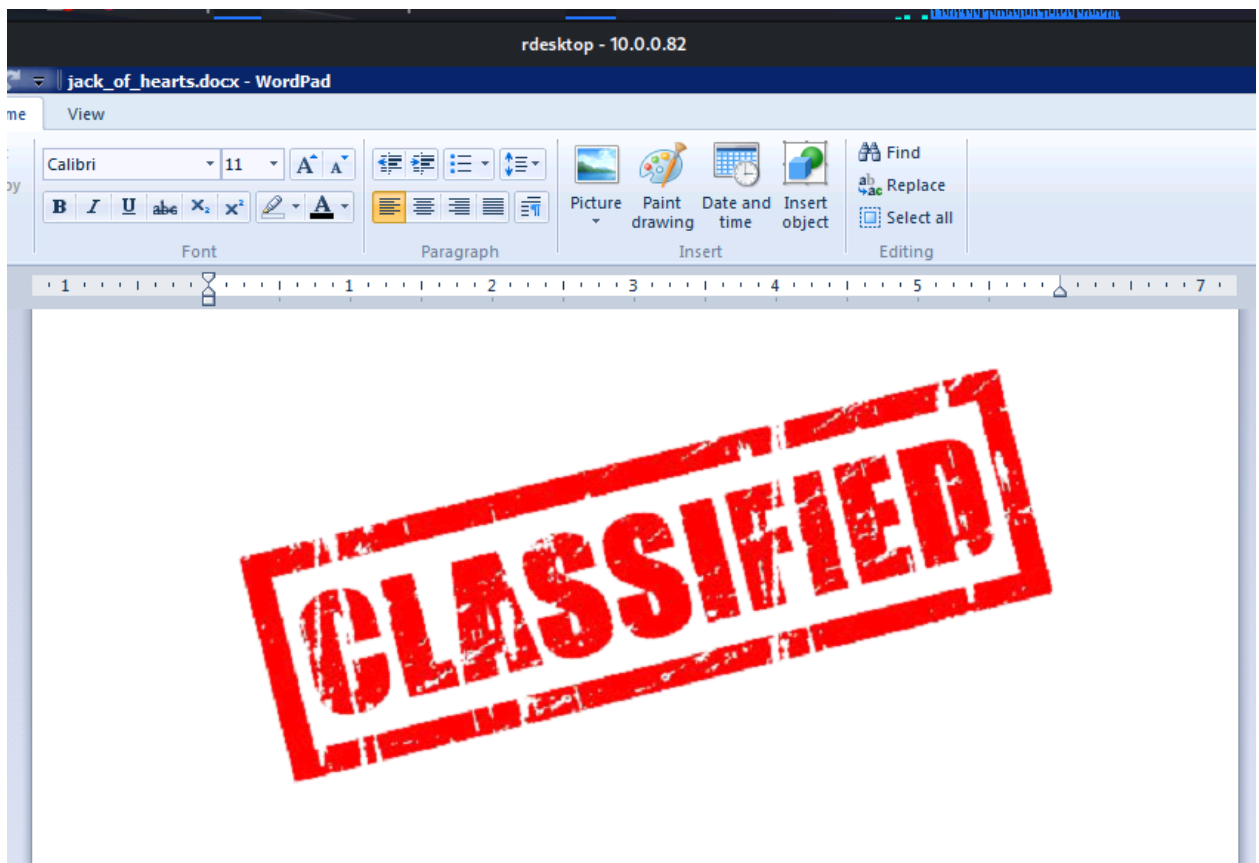 rdesktop - 10.0.0.82
jack_of_hearts.docx - WordPad
me View
Calibri 11 A A
by
B I U abc X₂ X² A
Picture Paint drawing Date and time Insert object
Find
Replace
Select all
Font Paragraph Insert Editing
1 1 2 3 4 5 7
CLASSIFIED